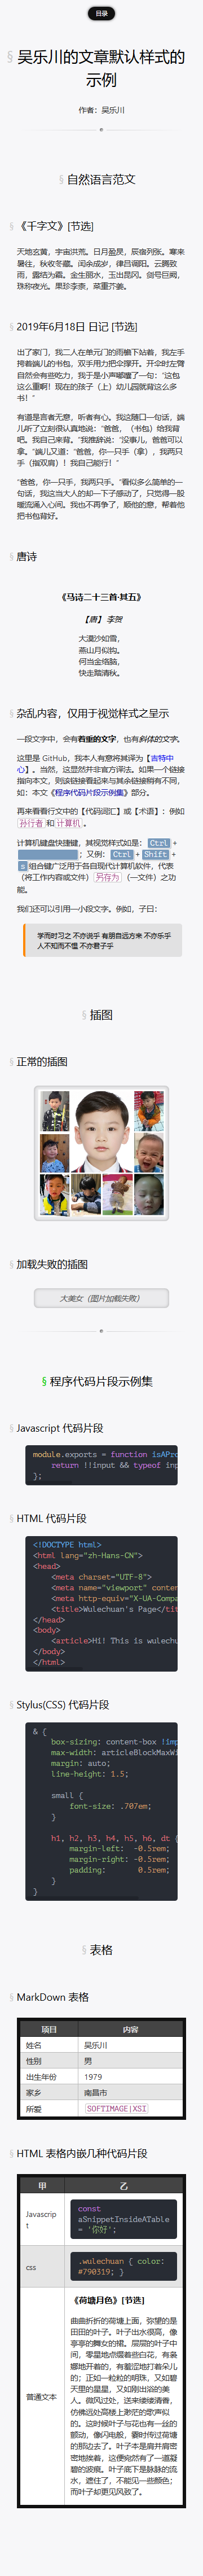 目录
§ 吴乐川的文章默认样式的
示例
作者：吴乐川
§ 自然语言范文
§ 《千字文》[节选]
天地玄黄，宇宙洪荒。日月盈昃，辰宿列张。寒来
暑往，秋收冬藏。闰余成岁，律吕调阳。云腾致
雨，露结为霜。金生丽水，玉出昆冈。剑号巨阙，
珠称夜光。果珍李柰，菜重芥姜。
§ 2019年6月18日 日记 [节选]
出了家门，我二人在单元门的雨檐下站着，我左手
挎着媏儿的书包，双手用力把伞撑开。开伞时左臂
自然会有些吃力，我于是小声嘟囔了一句：“这包
这么重啊！现在的孩子（上）幼儿园就背这么多
书！”
有道是言者无意，听者有心。我这随口一句话，媏
儿听了立刻很认真地说：“爸爸，（书包）给我背
吧。我自己来背。”我推辞说：“没事儿，爸爸可以
拿。”媏儿又道：“爸爸，你一只手（拿），我两只
手（指双肩）！我自己能行！”
“爸爸，你一只手，我两只手。”看似多么简单的一
句话，我这当大人的却一下子感动了，只觉得一股
暖流涌入心间。我也不再争了，顺他的意，帮着他
把书包背好。
§ 唐诗
《马诗二十三首·其五》
【唐】李贺
大漠沙如雪，
燕山月似钩。
何当金络脑，
快走踏清秋。
§ 杂乱内容，仅用于视觉样式之呈示
一段文字中，会有着重的文字，也有斜体的文字。
这里是 GitHub，我本人有意将其译为【吉特中
心】。当然，这显然并非官方译法。如果一个链接
指向本文，则该链接看起来与其余链接稍有不同，
如：本文《程序代码片段示例集》部分。
再来看看行文中的【代码词汇】或【术语】：例如
孙行者 和 计算机 。
计算机键盘快捷键，其视觉样式如是： Ctrl +
；又例： Ctrl + Shift +
S 组合键广泛用于各自现代计算机软件，代表
（将工作内容或文件） 另存为 （一文件）之功
能。
我们还可以引用一小段文字。例如，子曰：
学而时习之 不亦说乎 有朋自远方来 不亦乐乎
人不知而不愠 不亦君子乎
§ 插图
§ 正常的插图
§ 加载失败的插图
大美女（图片加载失败）
§ 程序代码片段示例集
§ Javascript 代码片段
module.exports = function isAPro
return !!input && typeof inp
};
§ HTML 代码片段
<!DOCTYPE html>
<html lang="zh-Hans-CN">
<head>
<meta charset="UTF-8">
<meta name="viewport" conten
<meta http-equiv="X-UA-Compa
<title>Wulechuan's Page</tit
</head>
<body>
<article>Hi! This is wulechu
</body>
</html>
§ Stylus(CSS) 代码片段
& {
box-sizing: content-box !imp
max-width: articleBlockMaxWi
margin: auto;
line-height: 1.5;
small {
font-size: .707em;
}
h1, h2, h3, h4, h5, h6, dt {
margin-left: -0.5rem;
margin-right: -0.5rem;
padding: 0.5rem;
}
}
§ 表格
§ MarkDown 表格
项目 内容
姓名 吴乐川
性别 男
出生年份 1979
家乡 南昌市
所爱 SOFTIMAGE|XSI
§ HTML 表格内嵌几种代码片段
甲 乙
Javascrip
t
const
aSnippetInsideATable
= '你好';
css
.wulechuan { color:
#790319; }
普通文本
《荷塘月色》[节选]
曲曲折折的荷塘上面，弥望的是
田田的叶子。叶子出水很高，像
亭亭的舞女的裙。层层的叶子中
间，零星地点缀着些白花，有袅
娜地开着的，有羞涩地打着朵儿
的；正如一粒粒的明珠，又如碧
天里的星星，又如刚出浴的美
人。微风过处，送来缕缕清香，
仿佛远处高楼上渺茫的歌声似
的。这时候叶子与花也有一丝的
颤动，像闪电般，霎时传过荷塘
的那边去了。叶子本是肩并肩密
密地挨着，这便宛然有了一道凝
碧的波痕。叶子底下是脉脉的流
水，遮住了，不能见一些颜色；
而叶子却更见风致了。